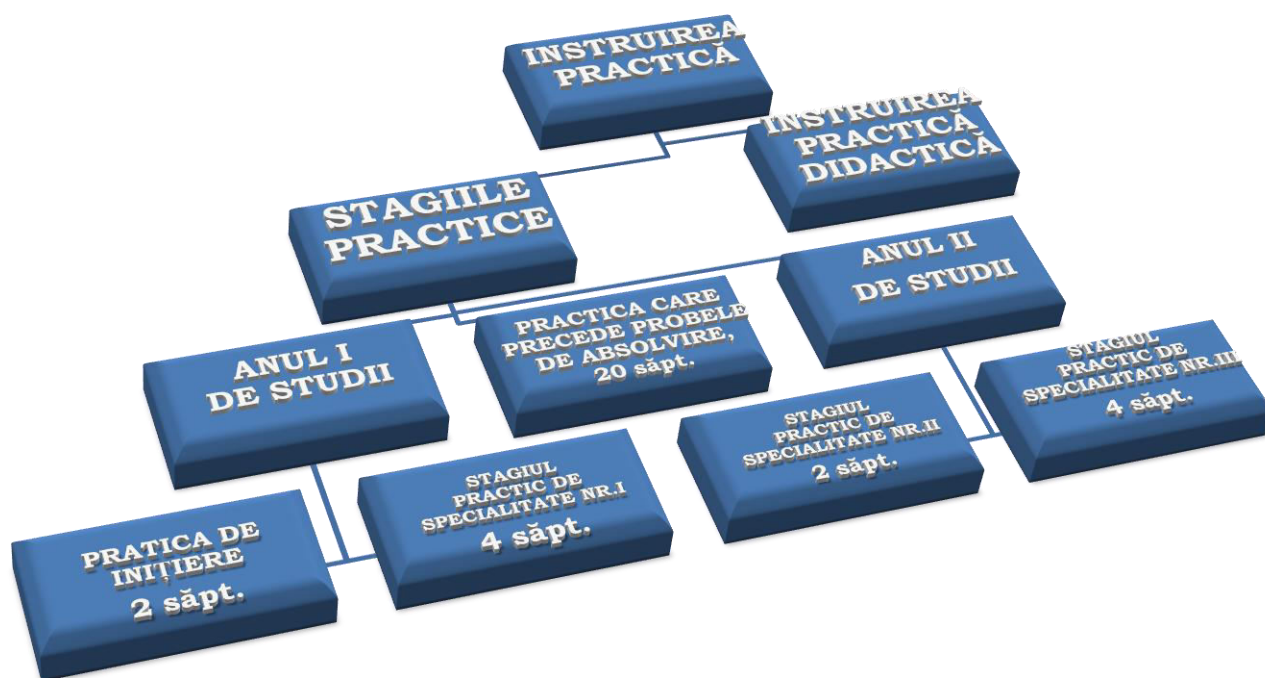 INSTRUIREA
PRACTICĂ
INSTRUIREA
PRACTICĂ
DIDACTICĂ
STAGIILE
PRACTICE
ANUL II
DE STUDII
PRACTICA CARE
PRECEDE PROBELE
DE ABSOLVIRE,
20 săpt.
ANUL I
DE STUDII
STAGIUL
PRACTIC DE
SPECIALITATE NR.III
4 săpt.
STAGIUL
PRACTIC DE
SPECIALITATE NR.II
2 săpt.
STAGIUL
PRACTIC DE
SPECIALITATE NR.I
4 săpt.
PRATICA DE
INIȚIERE
2 săpt.